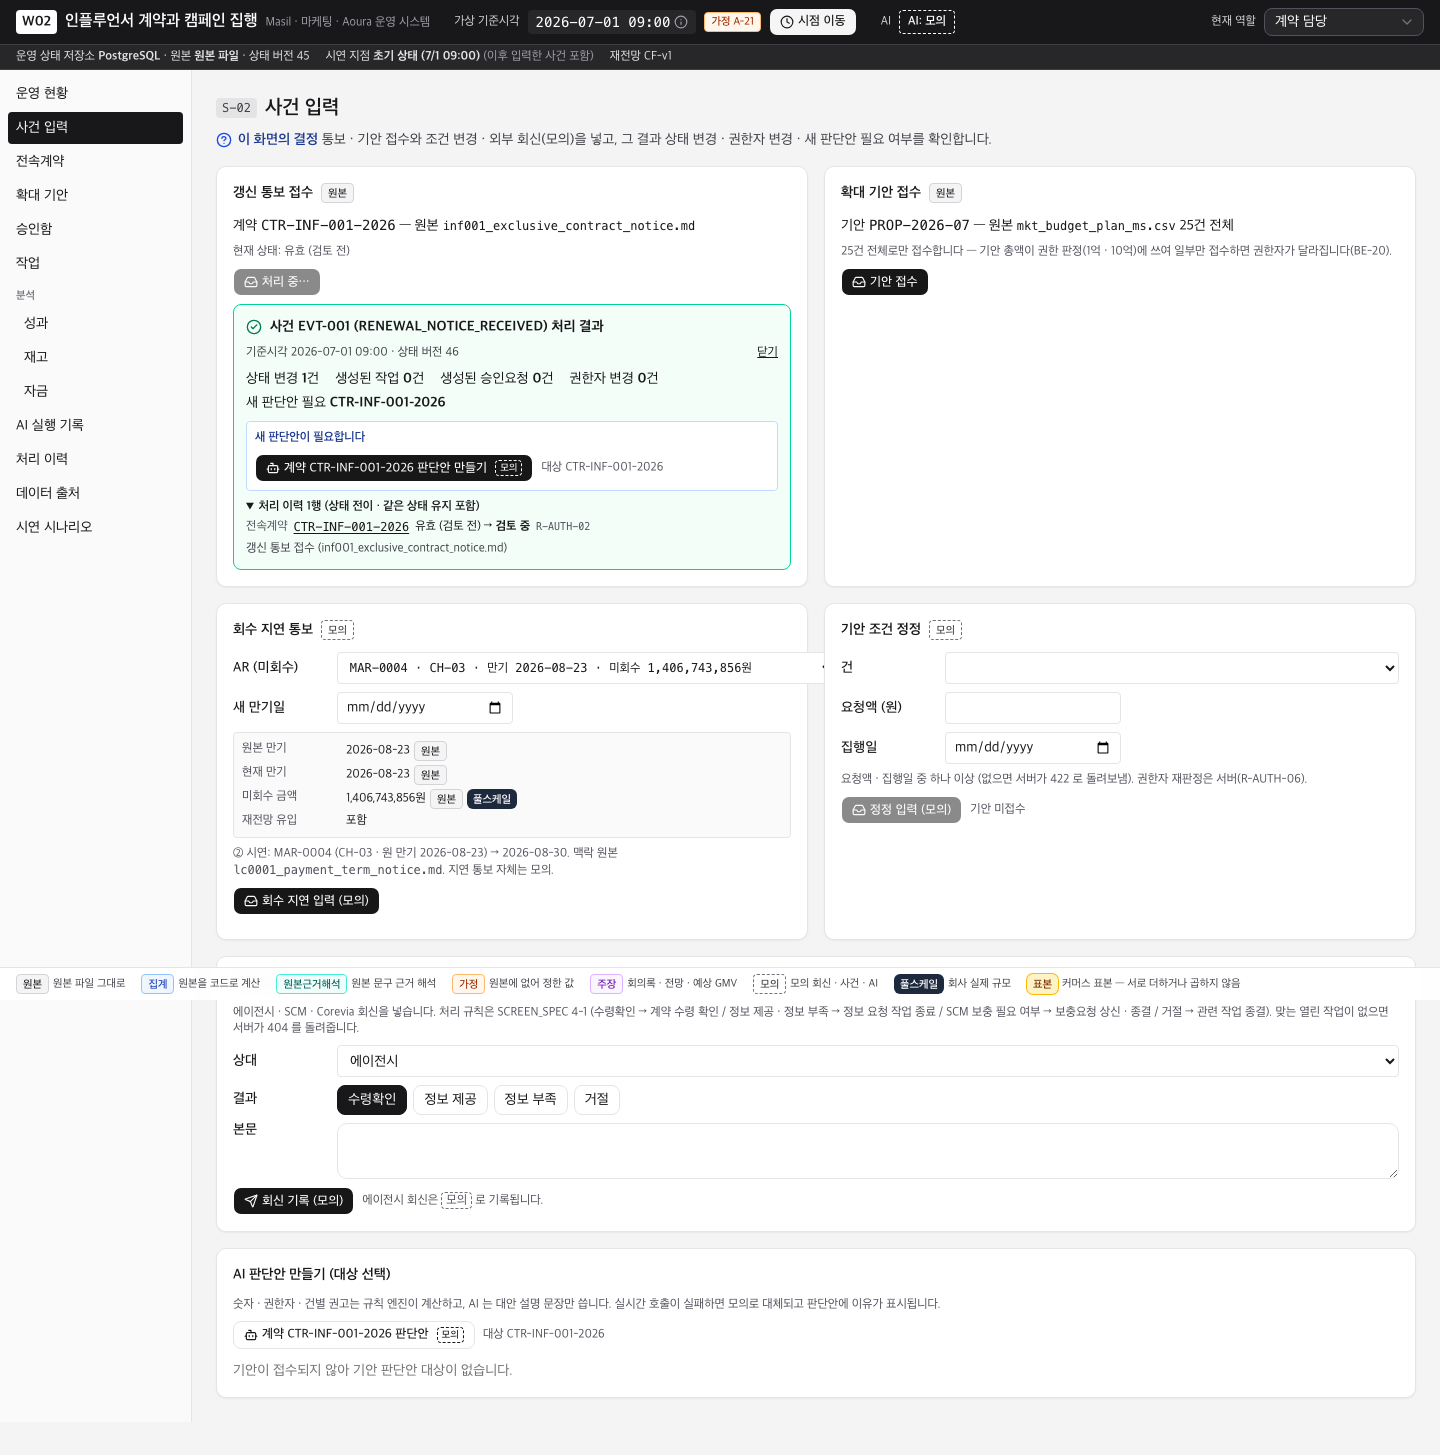 W02 인플루언서 계약과 캠페인 집행 Masil · 마케팅 · Aoura 운영 시스템 가상 기준시각 2026-07-01 09:00 가정 A-21 시점 이동 AI AI: 모의 현재 역할 계약 담당
운영 상태 저장소 PostgreSQL · 원본 원본 파일 · 상태 버전 45 시연 지점 초기 상태 (7/1 09:00) (이후 입력한 사건 포함) 재전망 CF-v1
운영 현황
사건 입력
전속계약
확대 기안
승인함
작업
분석
성과
재고
자금
AI 실행 기록
처리 이력
데이터 출처
시연 시나리오
S-02 사건 입력
이 화면의 결정 통보 · 기안 접수와 조건 변경 · 외부 회신(모의)을 넣고, 그 결과 상태 변경 · 권한자 변경 · 새 판단안 필요 여부를 확인합니다.
갱신 통보 접수 원본
계약 CTR-INF-001-2026 — 원본 inf001_exclusive_contract_notice.md
현재 상태: 유효 (검토 전)
처리 중…
사건 EVT-001 (RENEWAL_NOTICE_RECEIVED) 처리 결과
기준시각 2026-07-01 09:00 · 상태 버전 46 닫기
상태 변경 1건 생성된 작업 0건 생성된 승인요청 0건 권한자 변경 0건
새 판단안 필요 CTR-INF-001-2026
새 판단안이 필요합니다
계약 CTR-INF-001-2026 판단안 만들기 모의 대상 CTR-INF-001-2026
▼ 처리 이력 1행 (상태 전이 · 같은 상태 유지 포함)
전속계약 CTR-INF-001-2026 유효 (검토 전) → 검토 중 R-AUTH-02
갱신 통보 접수 (inf001_exclusive_contract_notice.md)
확대 기안 접수 원본
기안 PROP-2026-07 — 원본 mkt_budget_plan_ms.csv 25건 전체
25건 전체로만 접수합니다 — 기안 총액이 권한 판정(1억 · 10억)에 쓰여 일부만 접수하면 권한자가 달라집니다(BE-20).
기안 접수
회수 지연 통보 모의
AR (미회수) MAR-0004 · CH-03 · 만기 2026-08-23 · 미회수 1,406,743,856원
새 만기일 mm/dd/yyyy
원본 만기 2026-08-23 원본
현재 만기 2026-08-23 원본
미회수 금액 1,406,743,856원 원본 풀스케일
재전망 유입 포함
② 시연: MAR-0004 (CH-03 · 원 만기 2026-08-23) → 2026-08-30. 맥락 원본
lc0001_payment_term_notice.md. 지연 통보 자체는 모의.
회수 지연 입력 (모의)
기안 조건 정정 모의
건
요청액 (원)
집행일 mm/dd/yyyy
요청액 · 집행일 중 하나 이상 (없으면 서버가 422 로 돌려보냄). 권한자 재판정은 서버(R-AUTH-06).
정정 입력 (모의) 기안 미접수
원본 원본 파일 그대로 집계 원본을 코드로 계산 원본근거해석 원본 문구 근거 해석 가정 원본에 없어 정한 값 주장 회의록 · 전망 · 예상 GMV 모의 모의 회신 · 사건 · AI 풀스케일 회사 실제 규모 표본 커머스 표본 — 서로 더하거나 곱하지 않음
에이전시 · SCM · Corevia 회신을 넣습니다. 처리 규칙은 SCREEN_SPEC 4-1 (수령확인 → 계약 수령 확인 / 정보 제공 · 정보 부족 → 정보 요청 작업 종료 / SCM 보충 필요 여부 → 보충요청 상신 · 종결 / 거절 → 관련 작업 종결). 맞는 열린 작업이 없으면
서버가 404 를 돌려줍니다.
상대 에이전시
결과 수령확인 정보 제공 정보 부족 거절
본문
회신 기록 (모의) 에이전시 회신은 모의 로 기록됩니다.
AI 판단안 만들기 (대상 선택)
숫자 · 권한자 · 건별 권고는 규칙 엔진이 계산하고, AI 는 대안 설명 문장만 씁니다. 실시간 호출이 실패하면 모의로 대체되고 판단안에 이유가 표시됩니다.
계약 CTR-INF-001-2026 판단안 모의 대상 CTR-INF-001-2026
기안이 접수되지 않아 기안 판단안 대상이 없습니다.